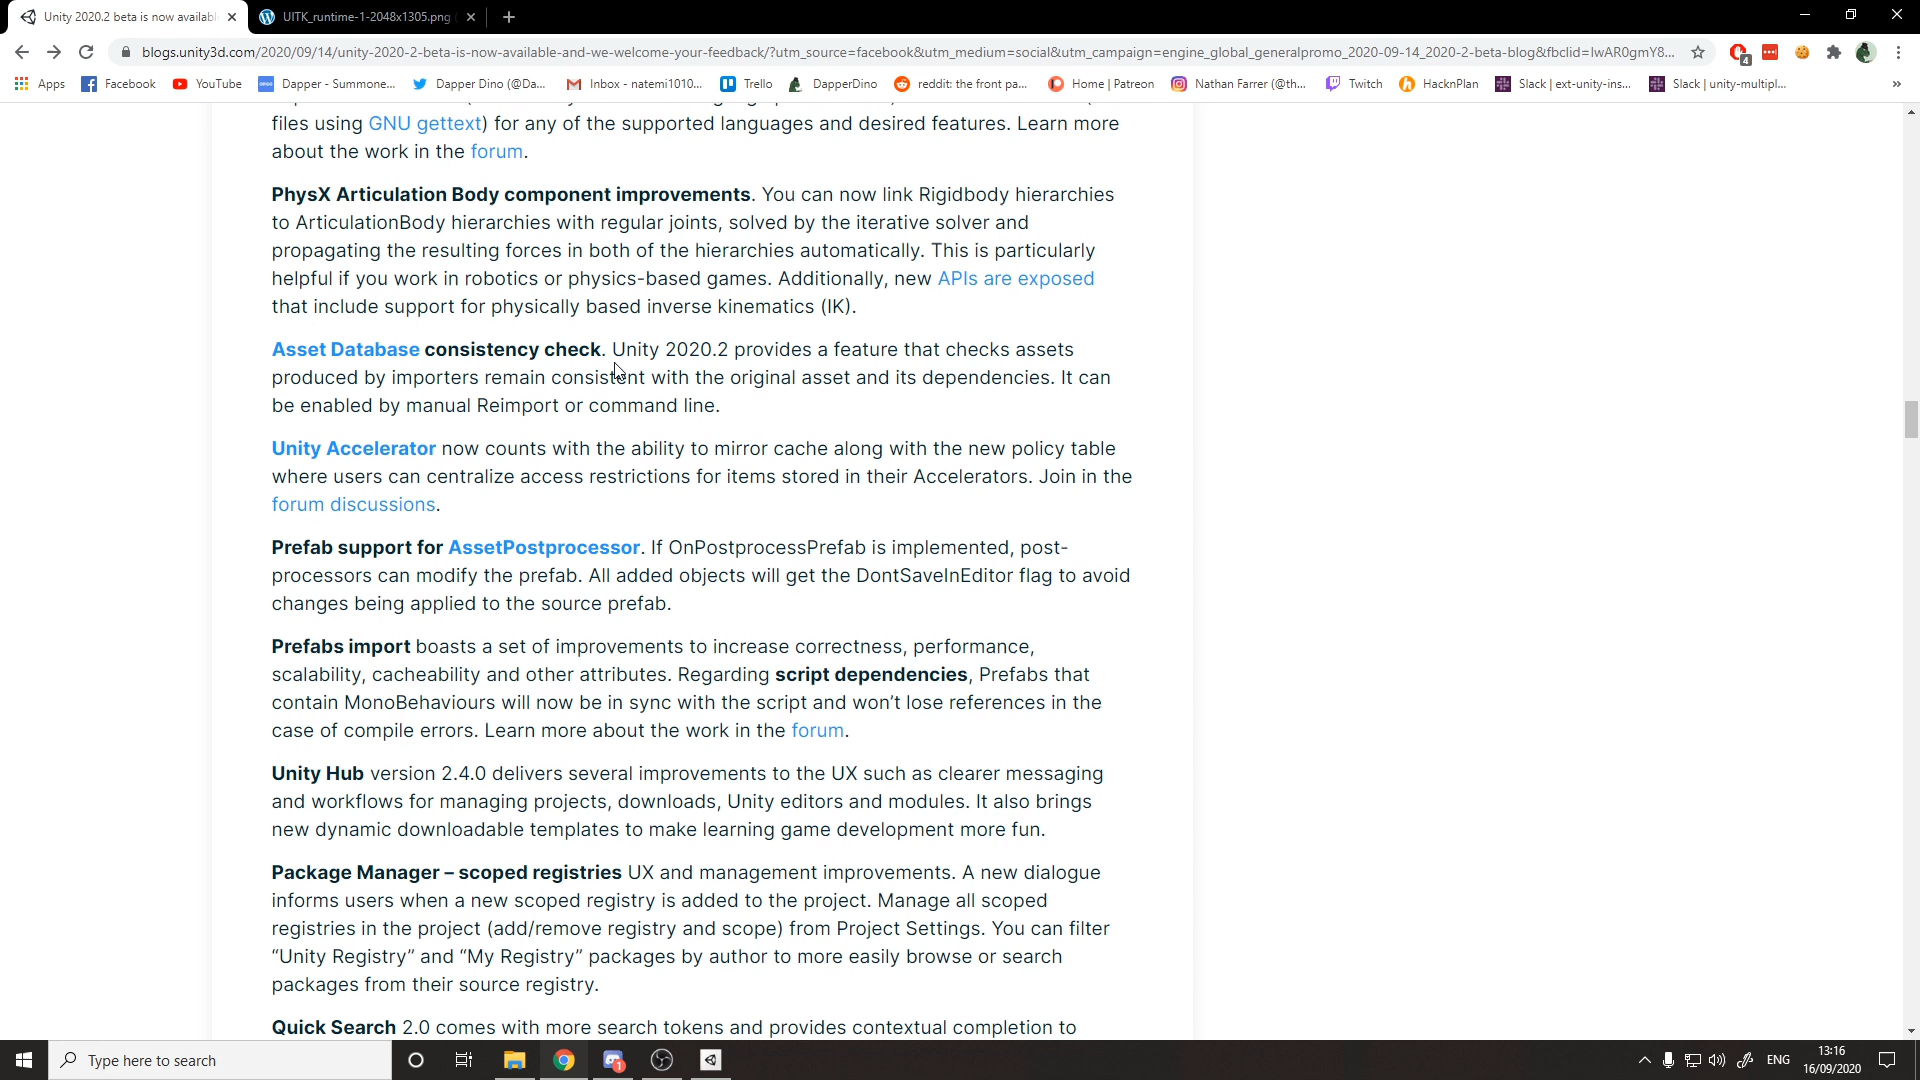 Unity 2020.2 beta is now availab
UITK_runtime-1-2048x1305.png
blogs.unity3d.com/2020/09/14/unity-2020-2-beta-is-now-available-and-we-welcome-your-feedback/?utm_source=facebook&utm_medium=social&utm_campaign=engine_global_generalpromo_2020-09-14_2020-2-beta-blog&fbclid=IwAR0gmY8...
4
Apps Facebook YouTube Dapper - Summone... Dapper Dino (@Da... Inbox - natemi1010... Trello DapperDino reddit: the front pa... Home | Patreon Nathan Farrer (@th... Twitch HacknPlan Slack | ext-unity-ins... Slack | unity-multipl... »
files using GNU gettext) for any of the supported languages and desired features. Learn more
about the work in the forum.
PhysX Articulation Body component improvements. You can now link Rigidbody hierarchies
to ArticulationBody hierarchies with regular joints, solved by the iterative solver and
propagating the resulting forces in both of the hierarchies automatically. This is particularly
helpful if you work in robotics or physics-based games. Additionally, new APIs are exposed
that include support for physically based inverse kinematics (IK).
Asset Database consistency check. Unity 2020.2 provides a feature that checks assets
produced by importers remain consistent with the original asset and its dependencies. It can
be enabled by manual Reimport or command line.
Unity Accelerator now counts with the ability to mirror cache along with the new policy table
where users can centralize access restrictions for items stored in their Accelerators. Join in the
forum discussions.
Prefab support for AssetPostprocessor. If OnPostprocessPrefab is implemented, post-
processors can modify the prefab. All added objects will get the DontSaveInEditor flag to avoid
changes being applied to the source prefab.
Prefabs import boasts a set of improvements to increase correctness, performance,
scalability, cacheability and other attributes. Regarding script dependencies, Prefabs that
contain MonoBehaviours will now be in sync with the script and won’t lose references in the
case of compile errors. Learn more about the work in the forum.
Unity Hub version 2.4.0 delivers several improvements to the UX such as clearer messaging
and workflows for managing projects, downloads, Unity editors and modules. It also brings
new dynamic downloadable templates to make learning game development more fun.
Package Manager – scoped registries UX and management improvements. A new dialogue
informs users when a new scoped registry is added to the project. Manage all scoped
registries in the project (add/remove registry and scope) from Project Settings. You can filter
“Unity Registry” and “My Registry” packages by author to more easily browse or search
packages from their source registry.
Quick Search 2.0 comes with more search tokens and provides contextual completion to
Type here to search
1
ENG
13:16
16/09/2020